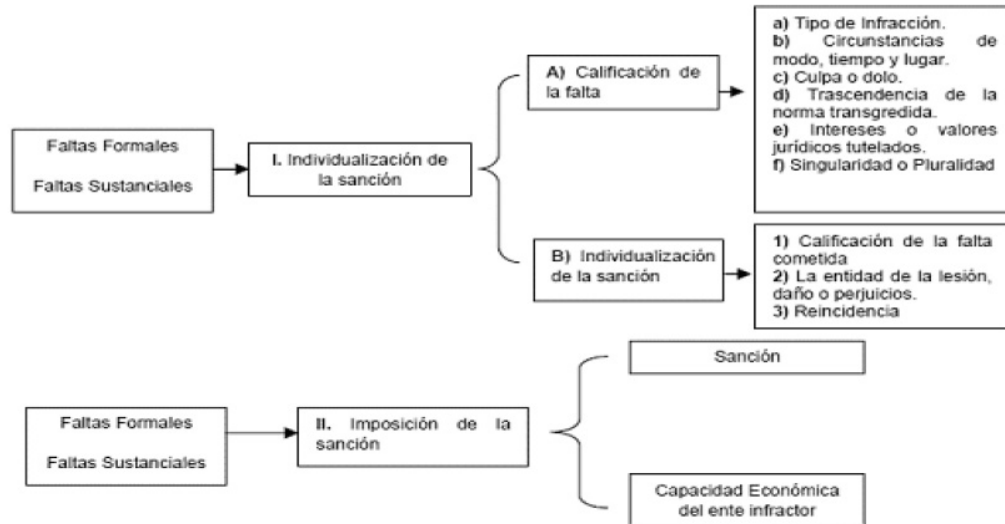 Faltas Formales
Faltas Sustanciales
I. Individualización de
la sanción
A) Calificación de
la falta
a) Tipo de Infracción.
b) Circunstancias de
modo, tiempo y lugar.
c) Culpa o dolo.
d) Trascendencia de la
norma transgredida.
e) Intereses o valores
jurídicos tutelados.
f) Singularidad o Pluralidad
B) Individualización
de la sanción
1) Calificación de la falta
cometida
2) La entidad de la lesión,
daño o perjuicios.
3) Reincidencia
Faltas Formales
Faltas Sustanciales
II. Imposición de la
sanción
Sanción
Capacidad Económica
del ente infractor